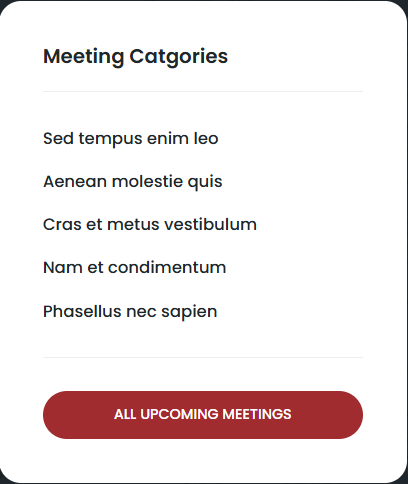 Meeting Catgories
Sed tempus enim leo
Aenean molestie quis
Cras et metus vestibulum
Nam et condimentum
Phasellus nec sapien
ALL UPCOMING MEETINGS